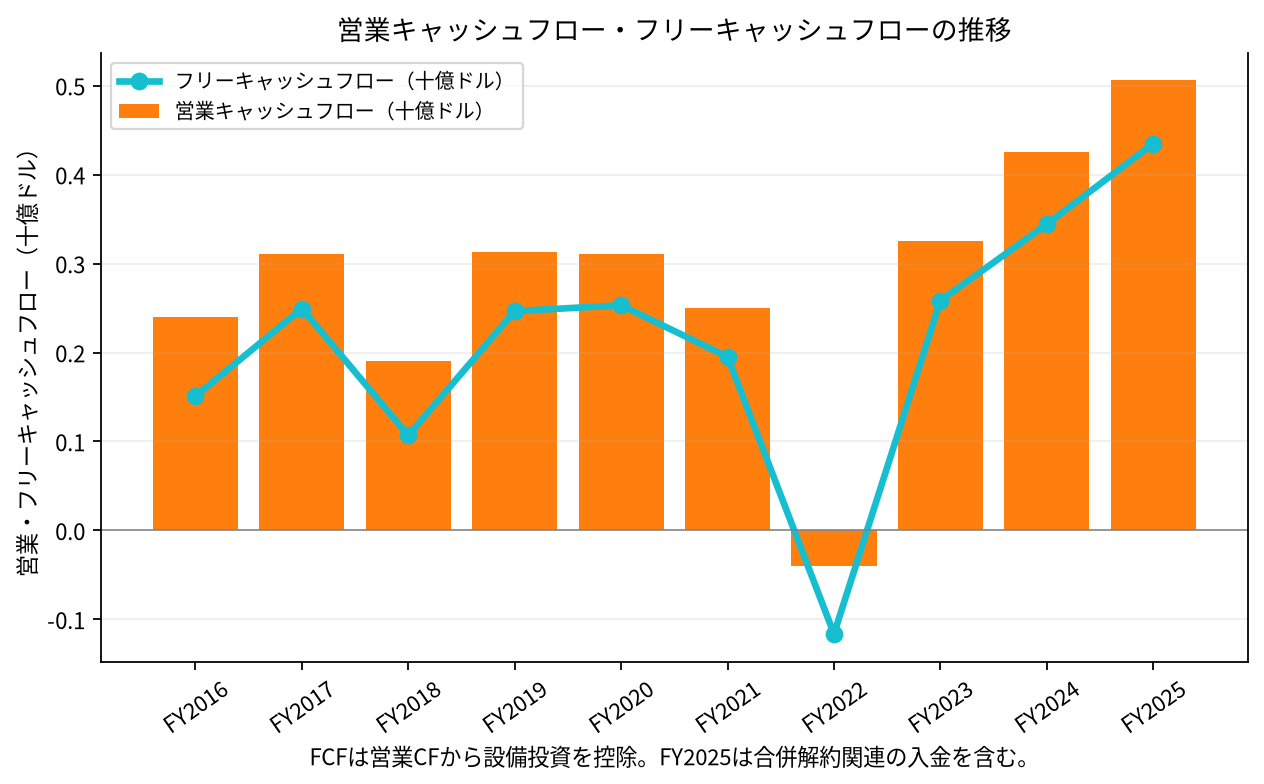 営業キャッシュフロー・フリーキャッシュフローの推移
フリーキャッシュフロー（十億ドル）
営業キャッシュフロー（十億ドル）
営業・フリーキャッシュフロー（十億ドル）
0.5
0.4
0.3
0.2
0.1
0.0
-0.1
FY2016
FY2017
FY2018
FY2019
FY2020
FY2021
FY2022
FY2023
FY2024
FY2025
FCFは営業CFから設備投資を控除。FY2025は合併解約関連の入金を含む。